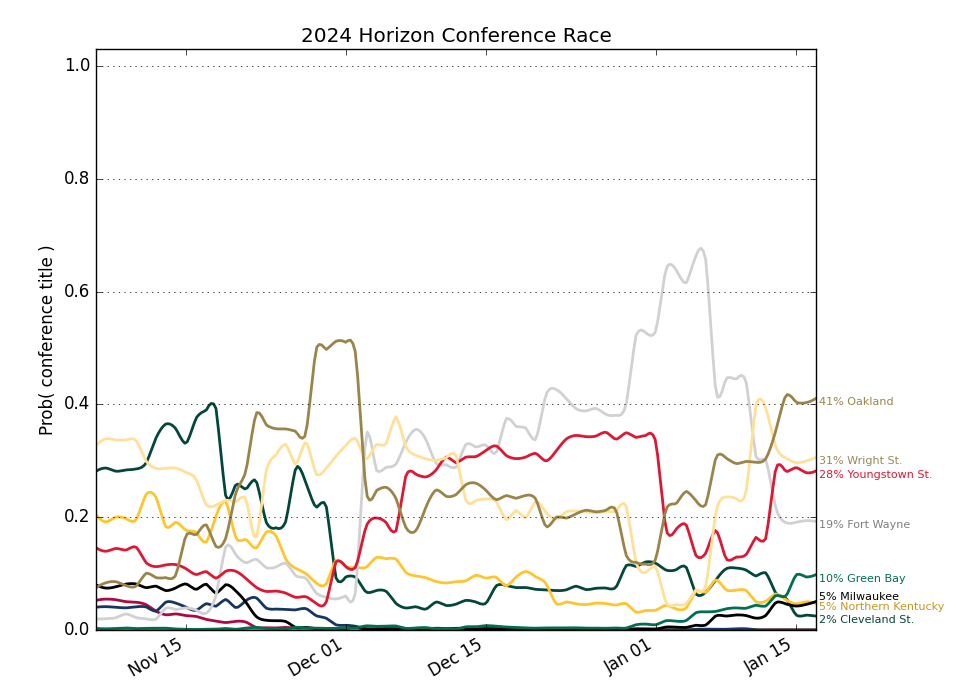 2024 Horizon Conference Race
Prob( conference title )
1.0
0.8
0.6
0.4
0.2
0.0
Nov 15
Dec 01
Dec 15
Jan 01
Jan 15
41% Oakland
31% Wright St.
28% Youngstown St.
19% Fort Wayne
10% Green Bay
5% Milwaukee
5% Northern Kentucky
2% Cleveland St.